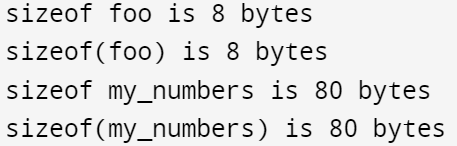 sizeof foo is 8 bytes
sizeof(foo) is 8 bytes
sizeof my_numbers is 80 bytes
sizeof(my_numbers) is 80 bytes